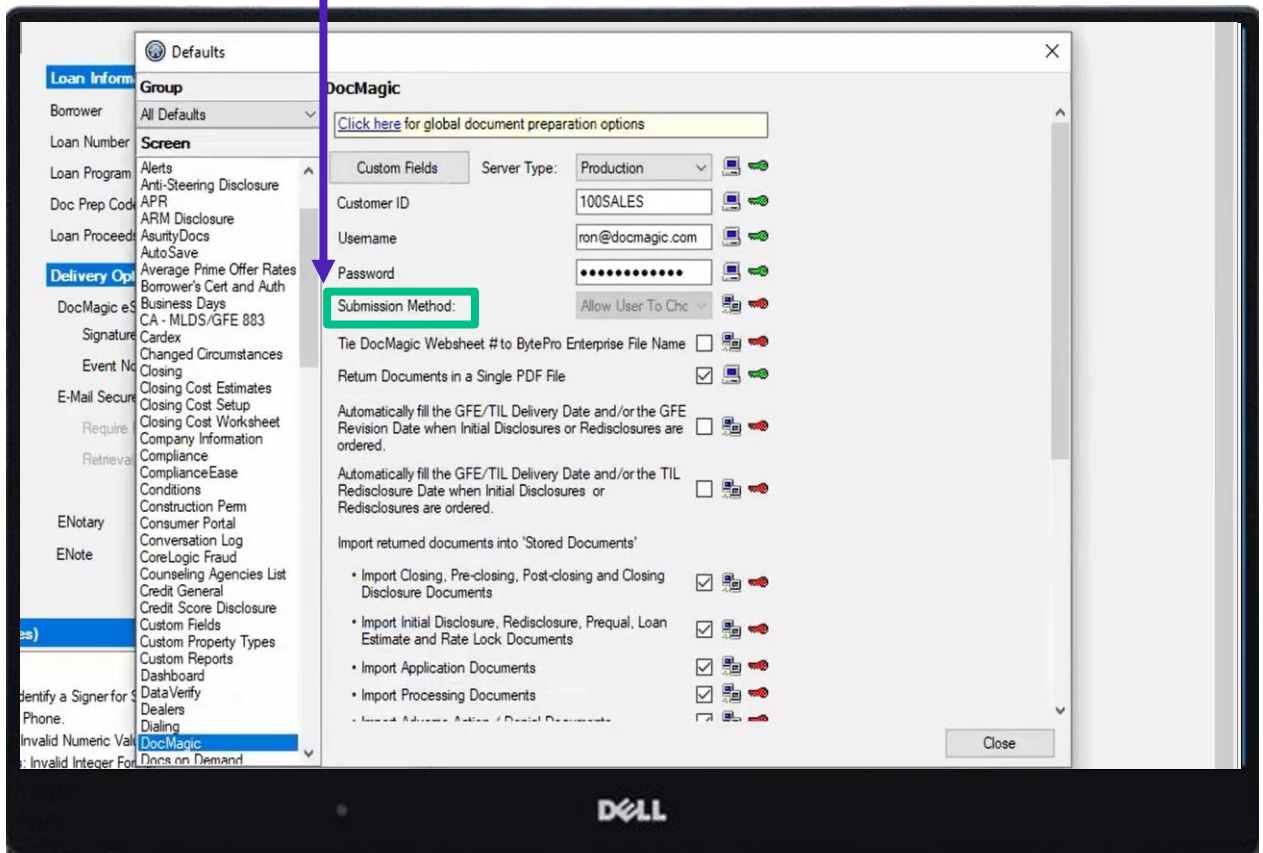 Defaults
Loan Inform
Borrower
Loan Number
Loan Program
Doc Prep Code
Loan Proceeds
Delivery Opt
DocMagic eS
Signature
Event No
E-Mail Secure
Require
Retrieval
ENotary
ENote
es)
dentify a Signer for S
Phone.
Invalid Numeric Valu
: Invalid Integer For
Group
All Defaults
Screen
Alerts
Anti-Steering Disclosure
APR
ARM Disclosure
AsurityDocs
AutoSave
Average Prime Offer Rates
Borrower's Cert and Auth
Business Days
CA - MLDS/GFE 883
Cardex
Changed Circumstances
Closing
Closing Cost Estimates
Closing Cost Setup
Closing Cost Worksheet
Company Information
Compliance
ComplianceEase
Conditions
Construction Perm
Consumer Portal
Conversation Log
CoreLogic Fraud
Counseling Agencies List
Credit General
Credit Score Disclosure
Custom Fields
Custom Property Types
Custom Reports
Dashboard
DataVerify
Dealers
Dialing
DocMagic
Docs on Demand
DocMagic
Click here for global document preparation options
Custom Fields Server Type: Production
Customer ID 100SALES
Username ron@docmagic.com
Password ●●●●●●●●●●●●
Submission Method: Allow User To Chc
Tie DocMagic Websheet # to BytePro Enterprise File Name
Return Documents in a Single PDF File
Automatically fill the GFE/TIL Delivery Date and/or the GFE
Revision Date when Initial Disclosures or Redisclosures are
ordered.
Automatically fill the GFE/TIL Delivery Date and/or the TIL
Redisclosure Date when Initial Disclosures or
Redisclosures are ordered.
Import returned documents into 'Stored Documents'
• Import Closing, Pre-closing, Post-closing and Closing
Disclosure Documents
• Import Initial Disclosure, Redisclosure, Prequal, Loan
Estimate and Rate Lock Documents
• Import Application Documents
• Import Processing Documents
• Import Adverse Action / Denial Documents
Close
DELL